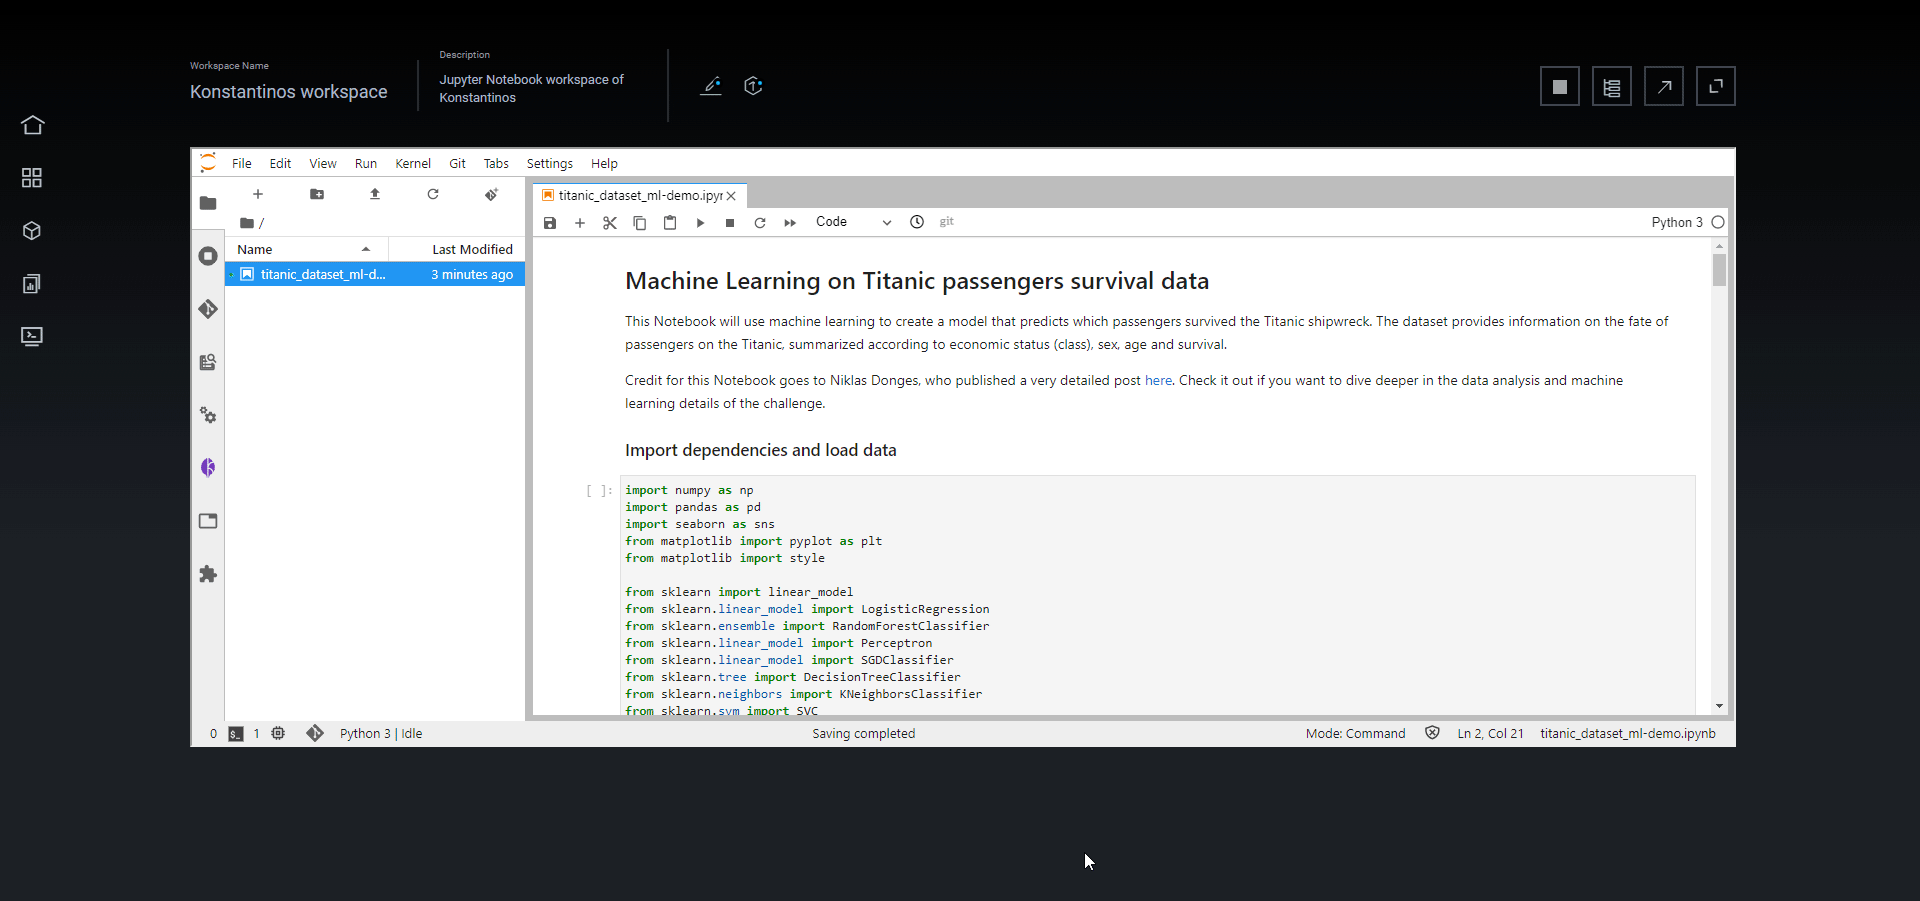 Workspace Name
Konstantinos workspace
Description
Jupyter Notebook workspace of
Konstantinos
File Edit View Run Kernel Git Tabs Settings Help
/
Name Last Modified
titanic_dataset_ml-d... 3 minutes ago
titanic_dataset_ml-demo.ipyr
Code git Python 3
Machine Learning on Titanic passengers survival data
This Notebook will use machine learning to create a model that predicts which passengers survived the Titanic shipwreck. The dataset provides information on the fate of
passengers on the Titanic, summarized according to economic status (class), sex, age and survival.
Credit for this Notebook goes to Niklas Donges, who published a very detailed post here. Check it out if you want to dive deeper in the data analysis and machine
learning details of the challenge.
Import dependencies and load data
[ ]:
import numpy as np
import pandas as pd
import seaborn as sns
from matplotlib import pyplot as plt
from matplotlib import style
from sklearn import linear_model
from sklearn.linear_model import LogisticRegression
from sklearn.ensemble import RandomForestClassifier
from sklearn.linear_model import Perceptron
from sklearn.linear_model import SGDClassifier
from sklearn.tree import DecisionTreeClassifier
from sklearn.neighbors import KNeighborsClassifier
from sklearn.svm import SVC
0 $_ 1 Python 3 | Idle Saving completed Mode: Command Ln 2, Col 21 titanic_dataset_ml-demo.ipynb